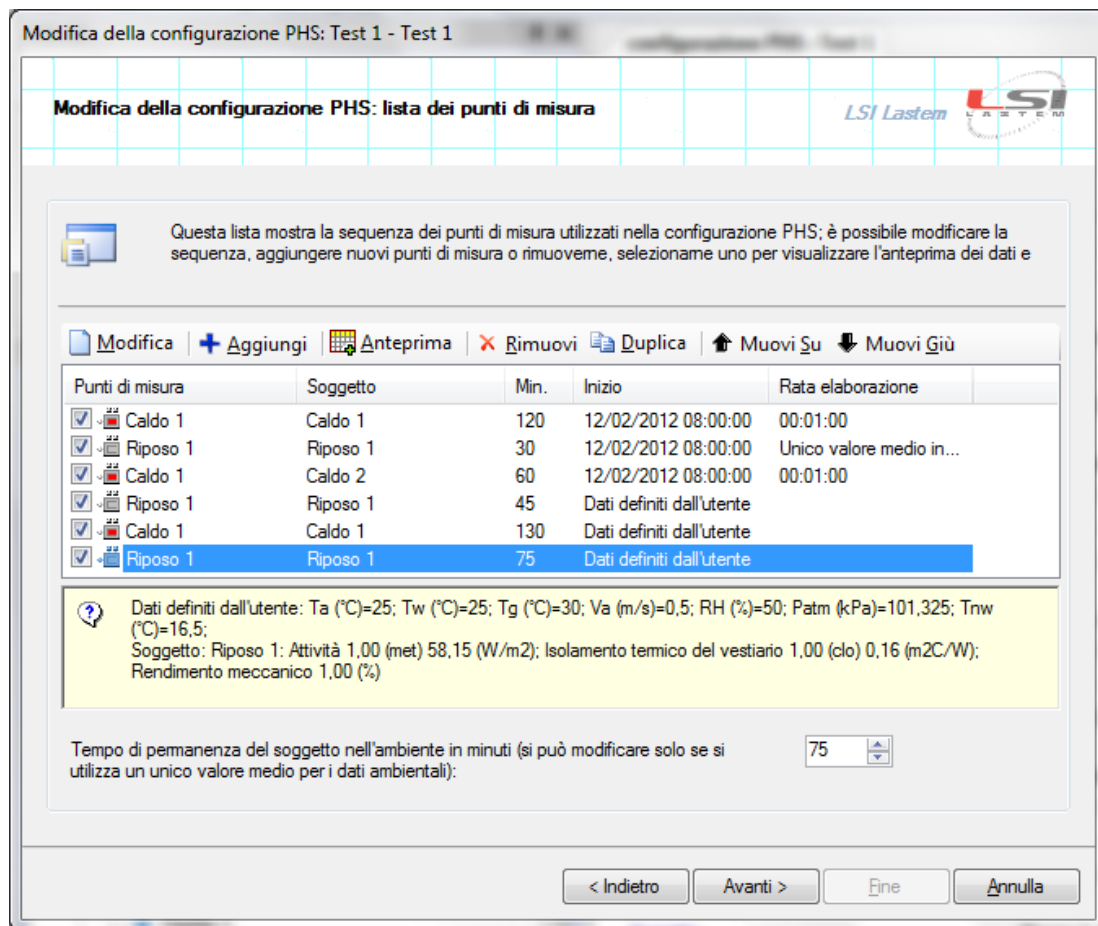 Modifica della configurazione PHS: Test 1 - Test 1
Modifica della configurazione PHS: lista dei punti di misura
LSI Lastem
LSI
LASTEM
Questa lista mostra la sequenza dei punti di misura utilizzati nella configurazione PHS; è possibile modificare la
sequenza, aggiungere nuovi punti di misura o rimuoverne, selezionarne uno per visualizzare l'anteprima dei dati e
Modifica Aggiungi Anteprima Rimuovi Duplica Muovi Su Muovi Giù
Punti di misura Soggetto Min. Inizio Rata elaborazione
Caldo 1 Caldo 1 120 12/02/2012 08:00:00 00:01:00
Riposo 1 Riposo 1 30 12/02/2012 08:00:00 Unico valore medio in...
Caldo 1 Caldo 2 60 12/02/2012 08:00:00 00:01:00
Riposo 1 Riposo 1 45 Dati definiti dall'utente
Caldo 1 Caldo 1 130 Dati definiti dall'utente
Riposo 1 Riposo 1 75 Dati definiti dall'utente
Dati definiti dall'utente: Ta (°C)=25; Tw (°C)=25; Tg (°C)=30; Va (m/s)=0,5; RH (%)=50; Patm (kPa)=101,325; Tnw
(°C)=16,5;
Soggetto: Riposo 1: Attività 1,00 (met) 58,15 (W/m2); Isolamento termico del vestiario 1,00 (clo) 0,16 (m2C/W);
Rendimento meccanico 1,00 (%)
Tempo di permanenza del soggetto nell'ambiente in minuti (si può modificare solo se si
utilizza un unico valore medio per i dati ambientali):
75
< Indietro Avanti > Fine Annulla